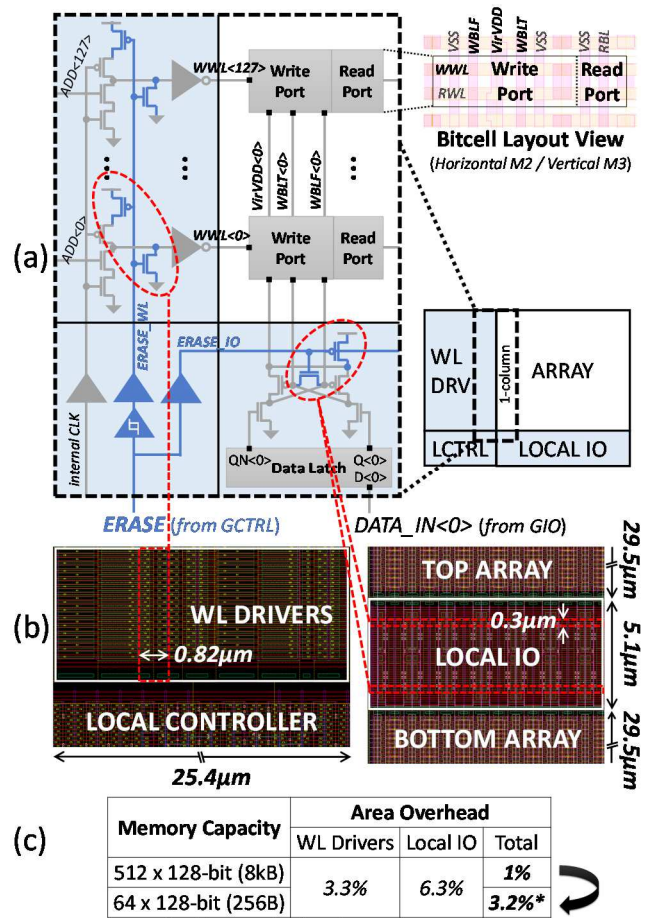 VSS WBLF VirVDD WBLT VSS VSS RBL
ADD<127>
WWL<127>
Write Port
Read Port
WWL
RWL
Write Port
Read Port
Bitcell Layout View
(Horizontal M2 / Vertical M3)
VirVDD<0>
WBLT<0>
WBLF<0>
(a)
ADD<0>
WWL<0>
Write Port
Read Port
ERASE_WL
ERASE_IO
internal CLK
QN<0>
Data Latch
Q<0>
D<0>
WL DRV
1-column
ARRAY
LCTRL
LOCAL IO
ERASE (from GCTRL)
DATA_IN<0> (from GIO)
(b)
WL DRIVERS
0.82μm
LOCAL CONTROLLER
25.4μm
TOP ARRAY
0.3μm
LOCAL IO
BOTTOM ARRAY
29.5μm
5.1μm
29.5μm
(c)
Memory Capacity
Area Overhead
WL Drivers Local IO Total
512 x 128-bit (8kB) 1%
3.3% 6.3%
64 x 128-bit (256B) 3.2%*